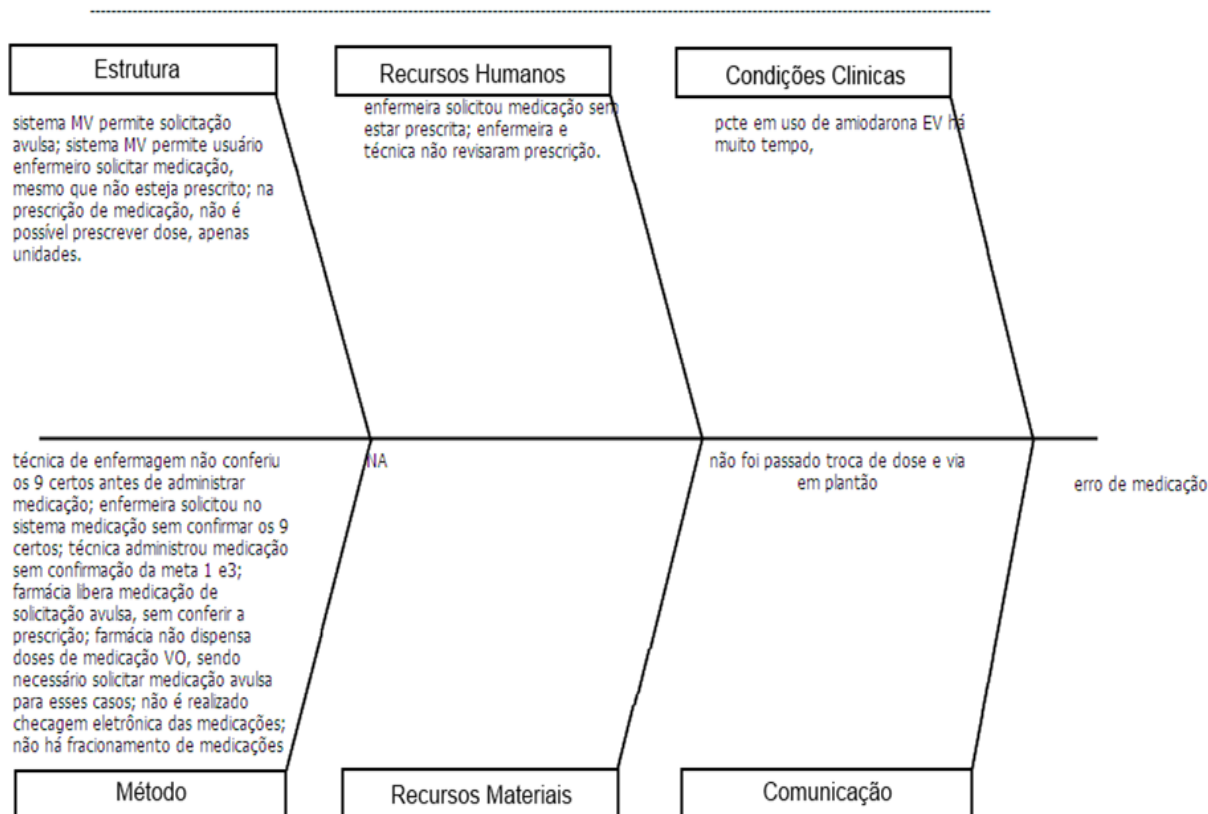 Estrutura
Recursos Humanos
Condições Clinicas
sistema MV permite solicitação
avulsa; sistema MV permite usuário
enfermeiro solicitar medicação,
mesmo que não esteja prescrito; na
prescrição de medicação, não é
possível prescrever dose, apenas
unidades.
enfermeira solicitou medicação sem
estar prescrita; enfermeira e
técnica não revisaram prescrição.
pcte em uso de amiodarona EV há
muito tempo,
técnica de enfermagem não conferiu
os 9 certos antes de administrar
medicação; enfermeira solicitou no
sistema medicação sem confirmar os 9
certos; técnica administrou medicação
sem confirmação da meta 1 e3;
farmácia libera medicação de
solicitação avulsa, sem conferir a
prescrição; farmácia não dispensa
doses de medicação VO, sendo
necessário solicitar medicação avulsa
para esses casos; não é realizado
checagem eletrônica das medicações;
não há fracionamento de medicações
NA
não foi passado troca de dose e via
em plantão
erro de medicação
Método
Recursos Materiais
Comunicação